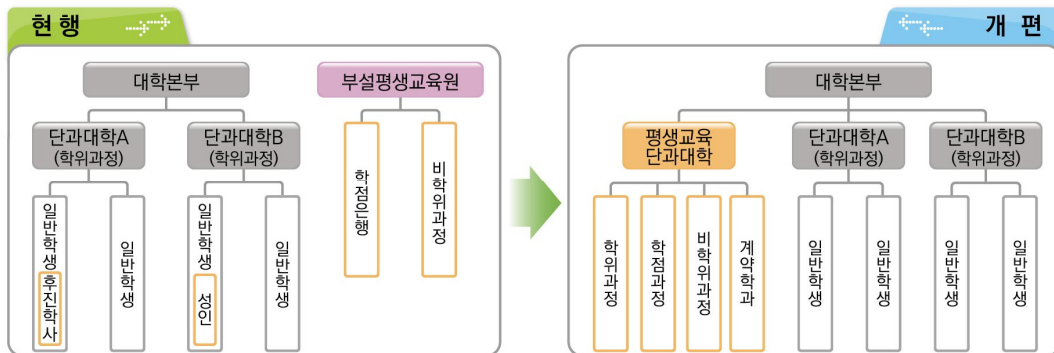 현행
대학본부
부설평생교육원
단과대학A
(학위과정)
단과대학B
(학위과정)
일반학생
후진학사
일반학생
일반학생
성인
일반학생
학점은행
비학위과정
개 편
대학본부
평생교육
단과대학
단과대학A
(학위과정)
단과대학B
(학위과정)
학위과정
학점과정
비학위과정
계약학과
일반학생
일반학생
일반학생
일반학생